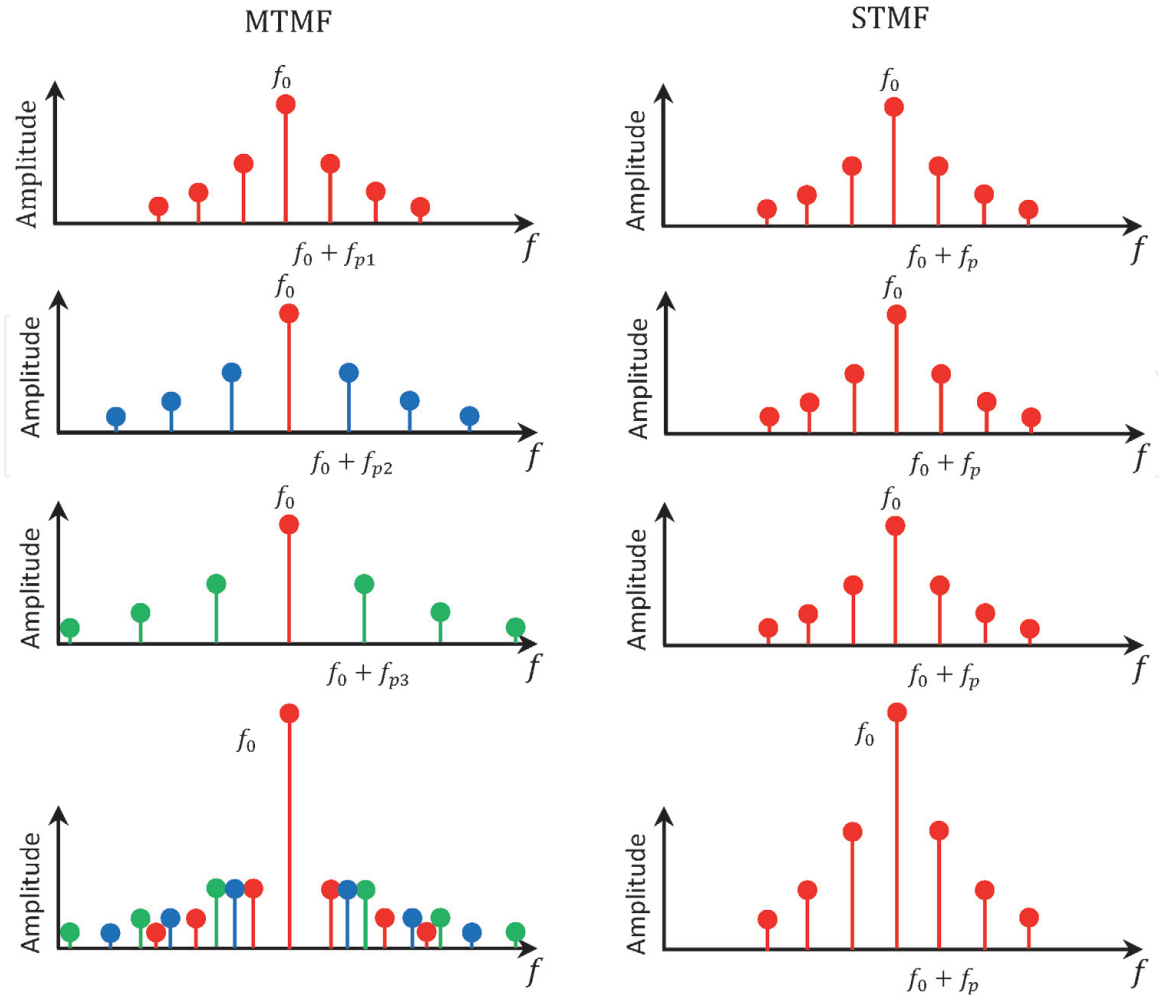 MTMF
f₀
Amplitude
f
f₀ + fₚ₁
f₀
Amplitude
f
f₀ + fₚ₂
f₀
Amplitude
f
f₀ + fₚ₃
f₀
Amplitude
f
STMF
f₀
Amplitude
f
f₀ + fₚ
f₀
Amplitude
f
f₀ + fₚ
f₀
Amplitude
f
f₀ + fₚ
f₀
Amplitude
f
f₀ + fₚ